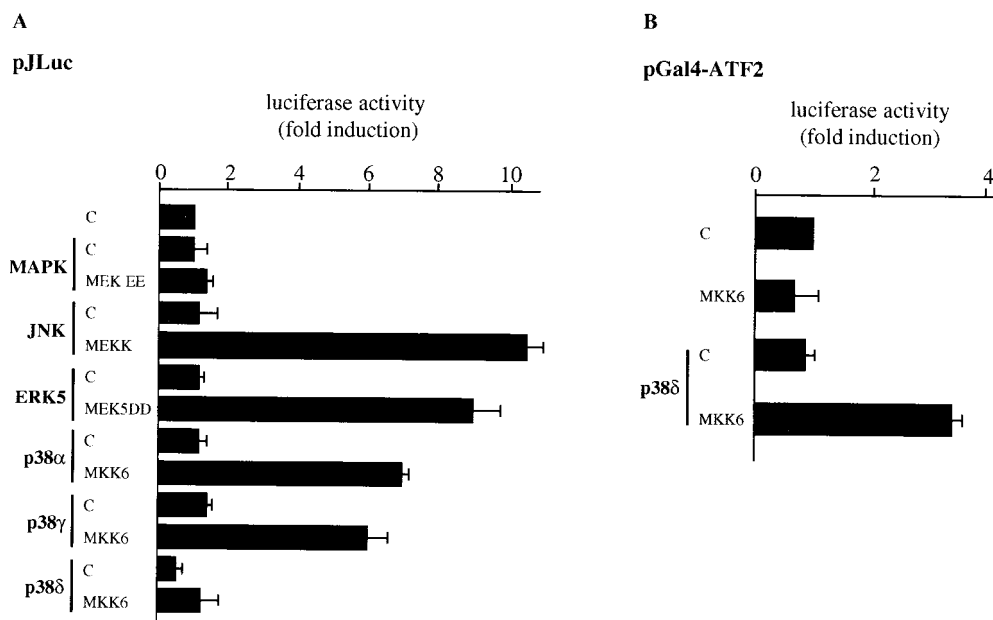 A
pJLuc
luciferase activity
(fold induction)
0 2 4 6 8 10
C
MAPK
C
MEK EE
JNK
C
MEKK
ERK5
C
MEK5DD
p38α
C
MKK6
p38γ
C
MKK6
p38δ
C
MKK6
B
pGal4-ATF2
luciferase activity
(fold induction)
0 2 4
C
MKK6
p38δ
C
MKK6